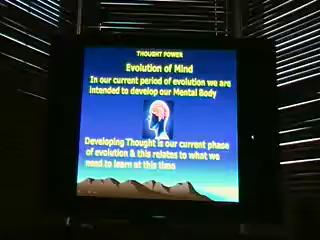 THOUGHT POWER
Evolution of Mind
In our current period of evolution we are
intended to develop our Mental Body
Developing Thought is our current phase
of evolution & this relates to what we
need to learn at this time